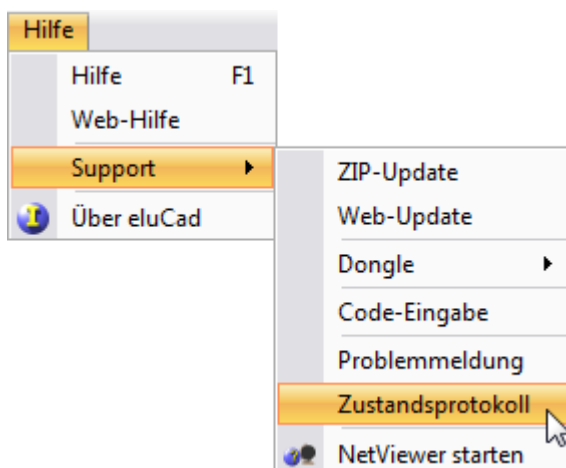 Hilfe
Hilfe F1
Web-Hilfe
Support
Über eluCad
ZIP-Update
Web-Update
Dongle
Code-Eingabe
Problemmeldung
Zustandsprotokoll
NetViewer starten